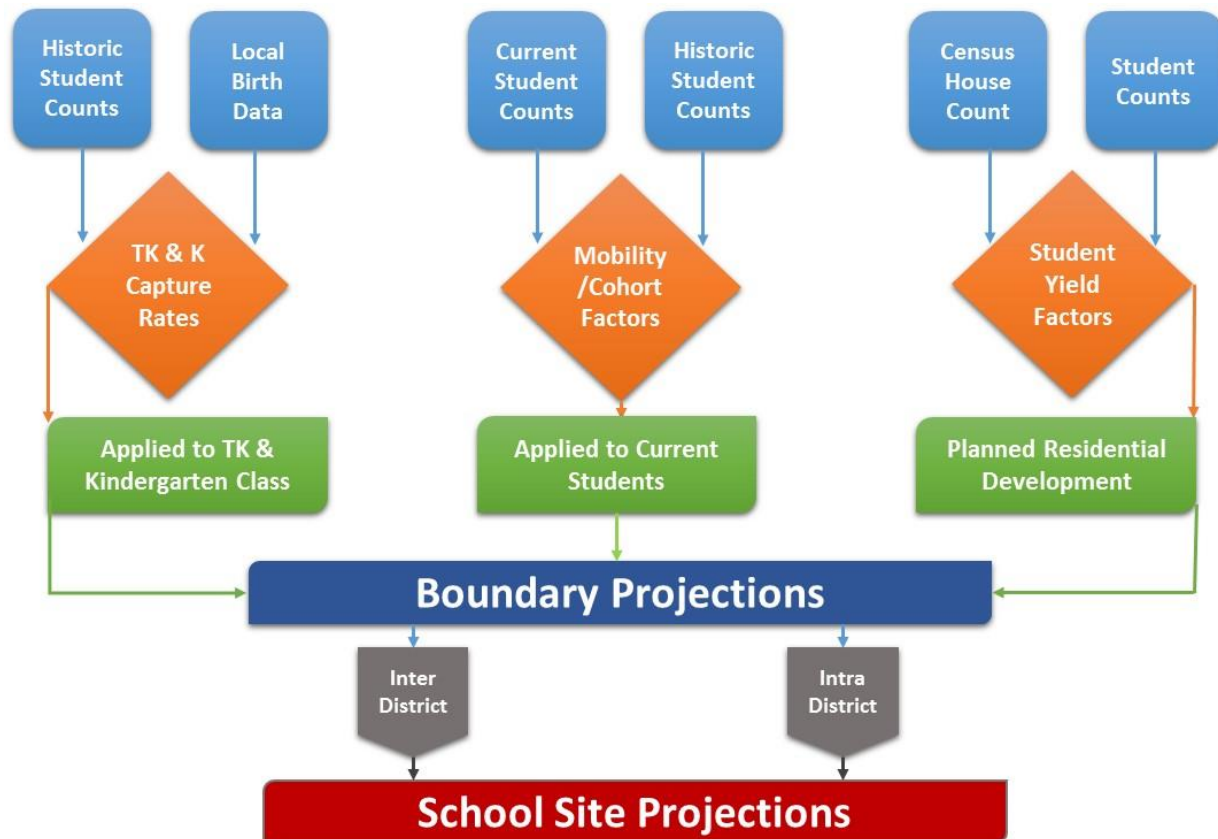 Historic
Student
Counts
Local
Birth
Data
Current
Student
Counts
Historic
Student
Counts
Census
House
Count
Student
Counts
TK & K
Capture
Rates
Mobility
/Cohort
Factors
Student
Yield
Factors
Applied to TK &
Kindergarten Class
Applied to Current
Students
Planned Residential
Development
Boundary Projections
Inter
District
Intra
District
School Site Projections